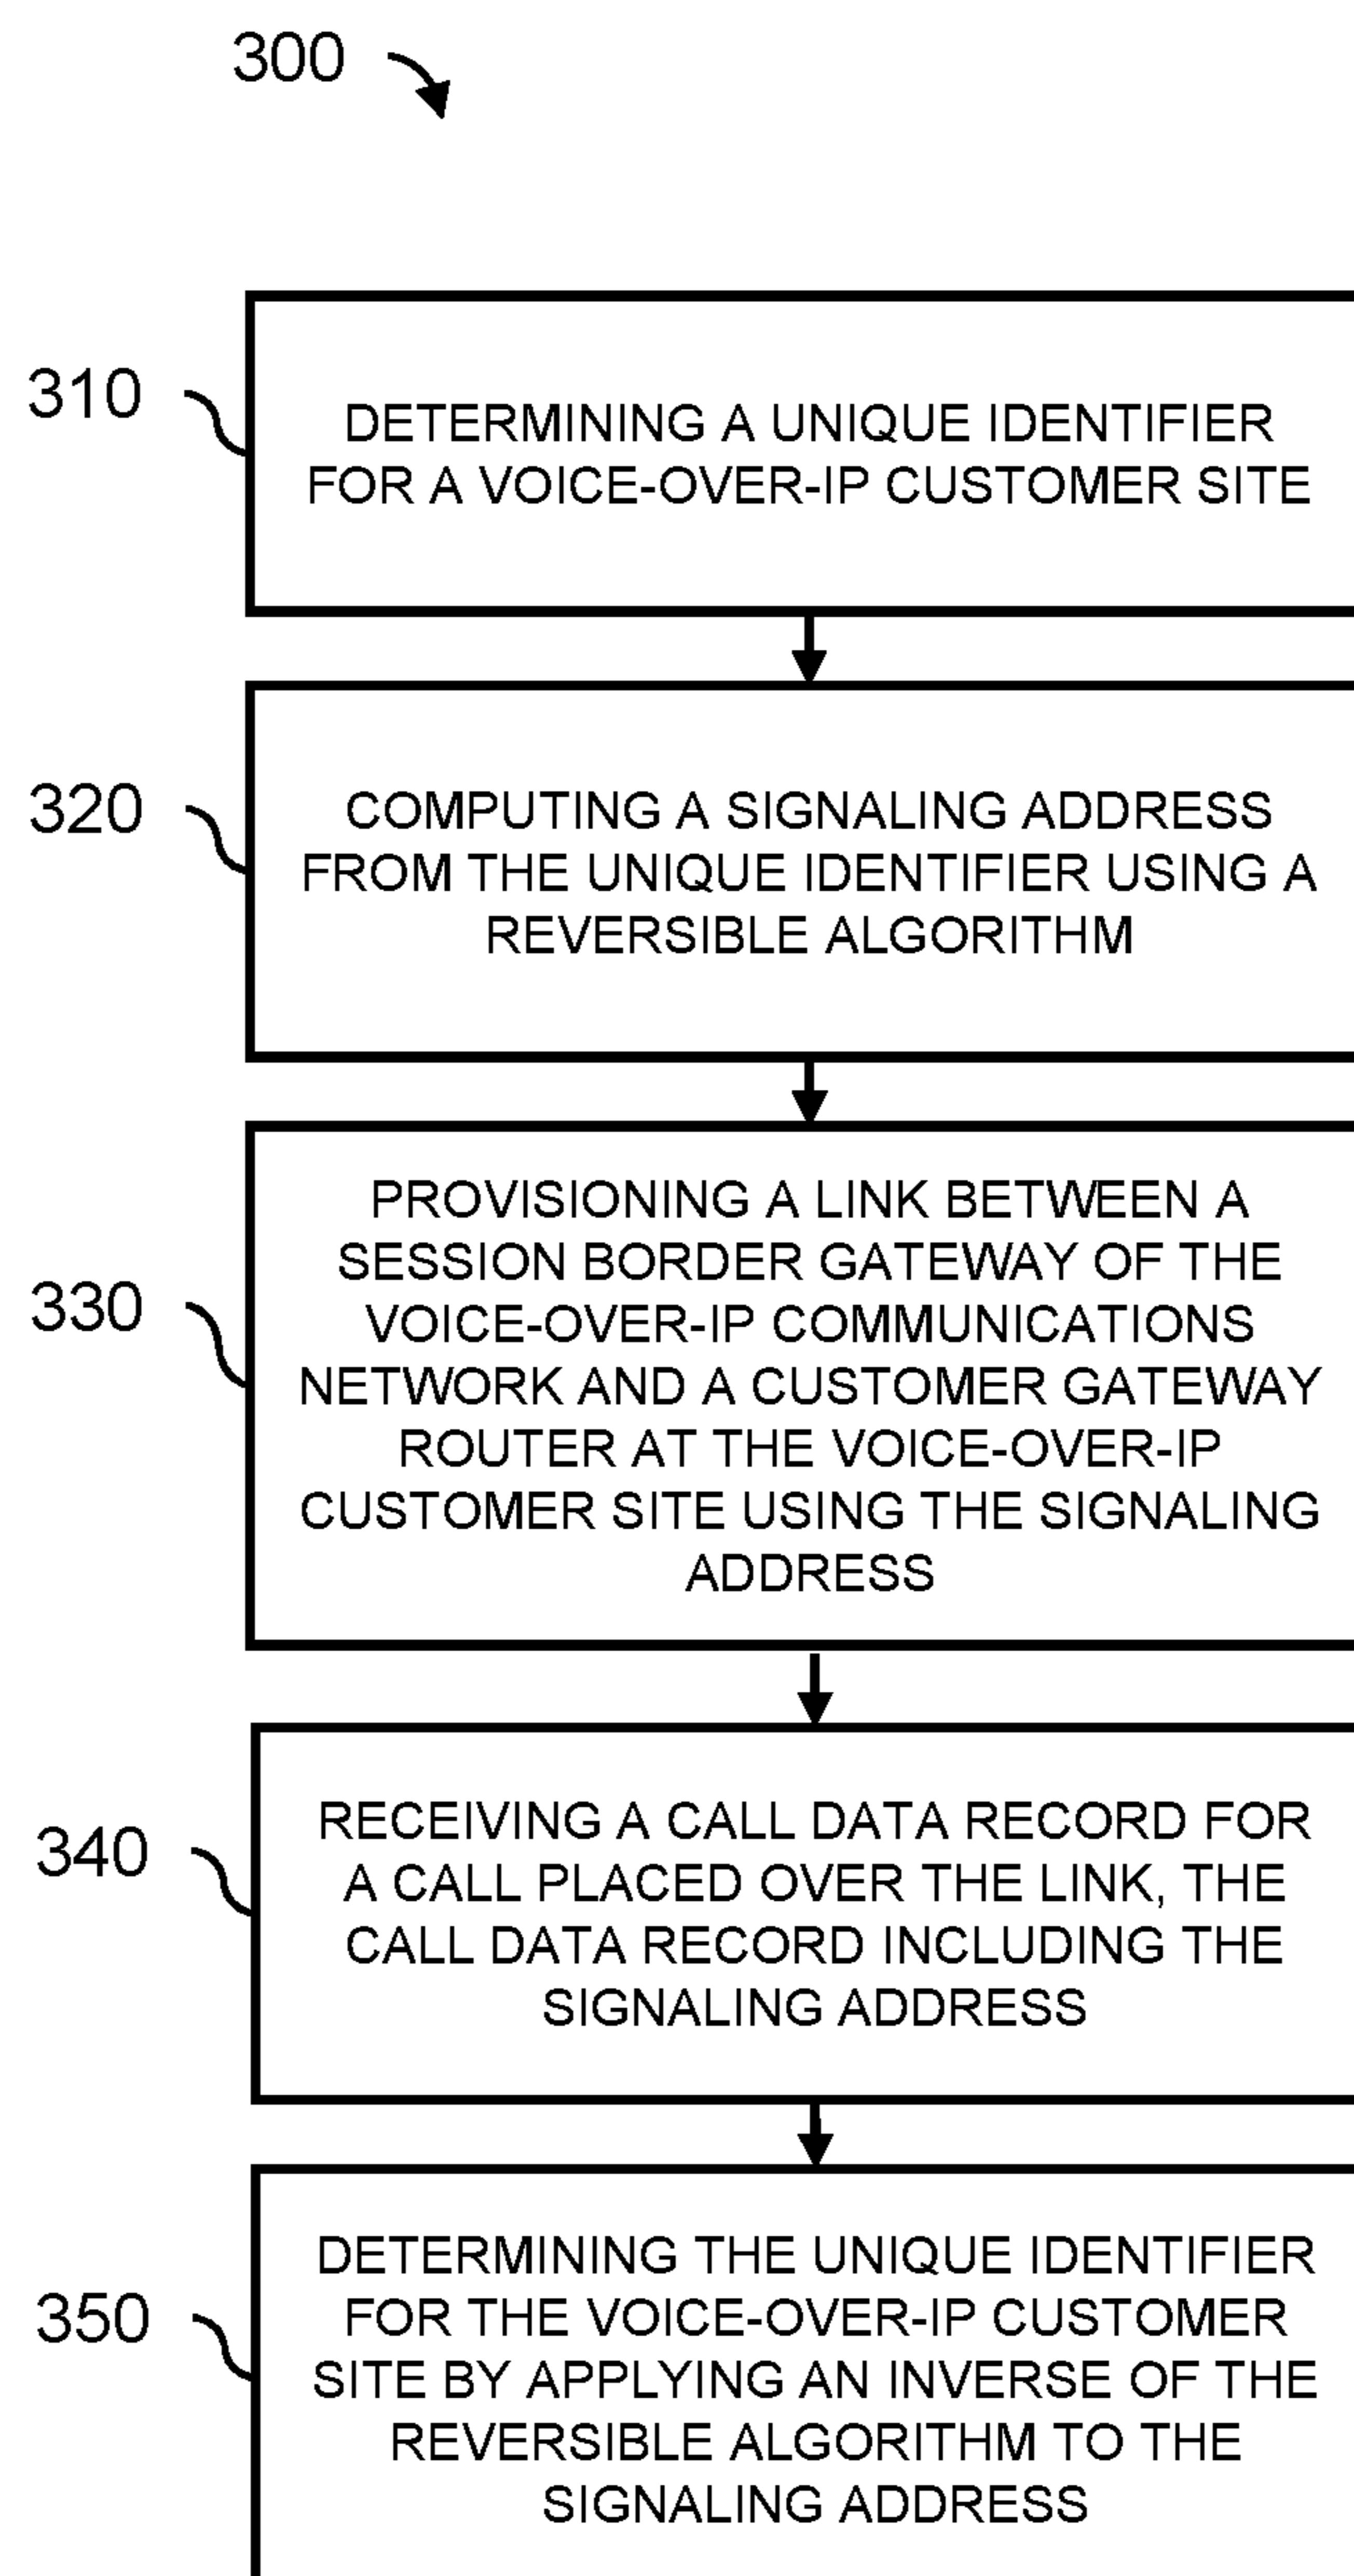 300
310
DETERMINING A UNIQUE IDENTIFIER
FOR A VOICE-OVER-IP CUSTOMER SITE
320
COMPUTING A SIGNALING ADDRESS
FROM THE UNIQUE IDENTIFIER USING A
REVERSIBLE ALGORITHM
330
PROVISIONING A LINK BETWEEN A
SESSION BORDER GATEWAY OF THE
VOICE-OVER-IP COMMUNICATIONS
NETWORK AND A CUSTOMER GATEWAY
ROUTER AT THE VOICE-OVER-IP
CUSTOMER SITE USING THE SIGNALING
ADDRESS
340
RECEIVING A CALL DATA RECORD FOR
A CALL PLACED OVER THE LINK, THE
CALL DATA RECORD INCLUDING THE
SIGNALING ADDRESS
350
DETERMINING THE UNIQUE IDENTIFIER
FOR THE VOICE-OVER-IP CUSTOMER
SITE BY APPLYING AN INVERSE OF THE
REVERSIBLE ALGORITHM TO THE
SIGNALING ADDRESS